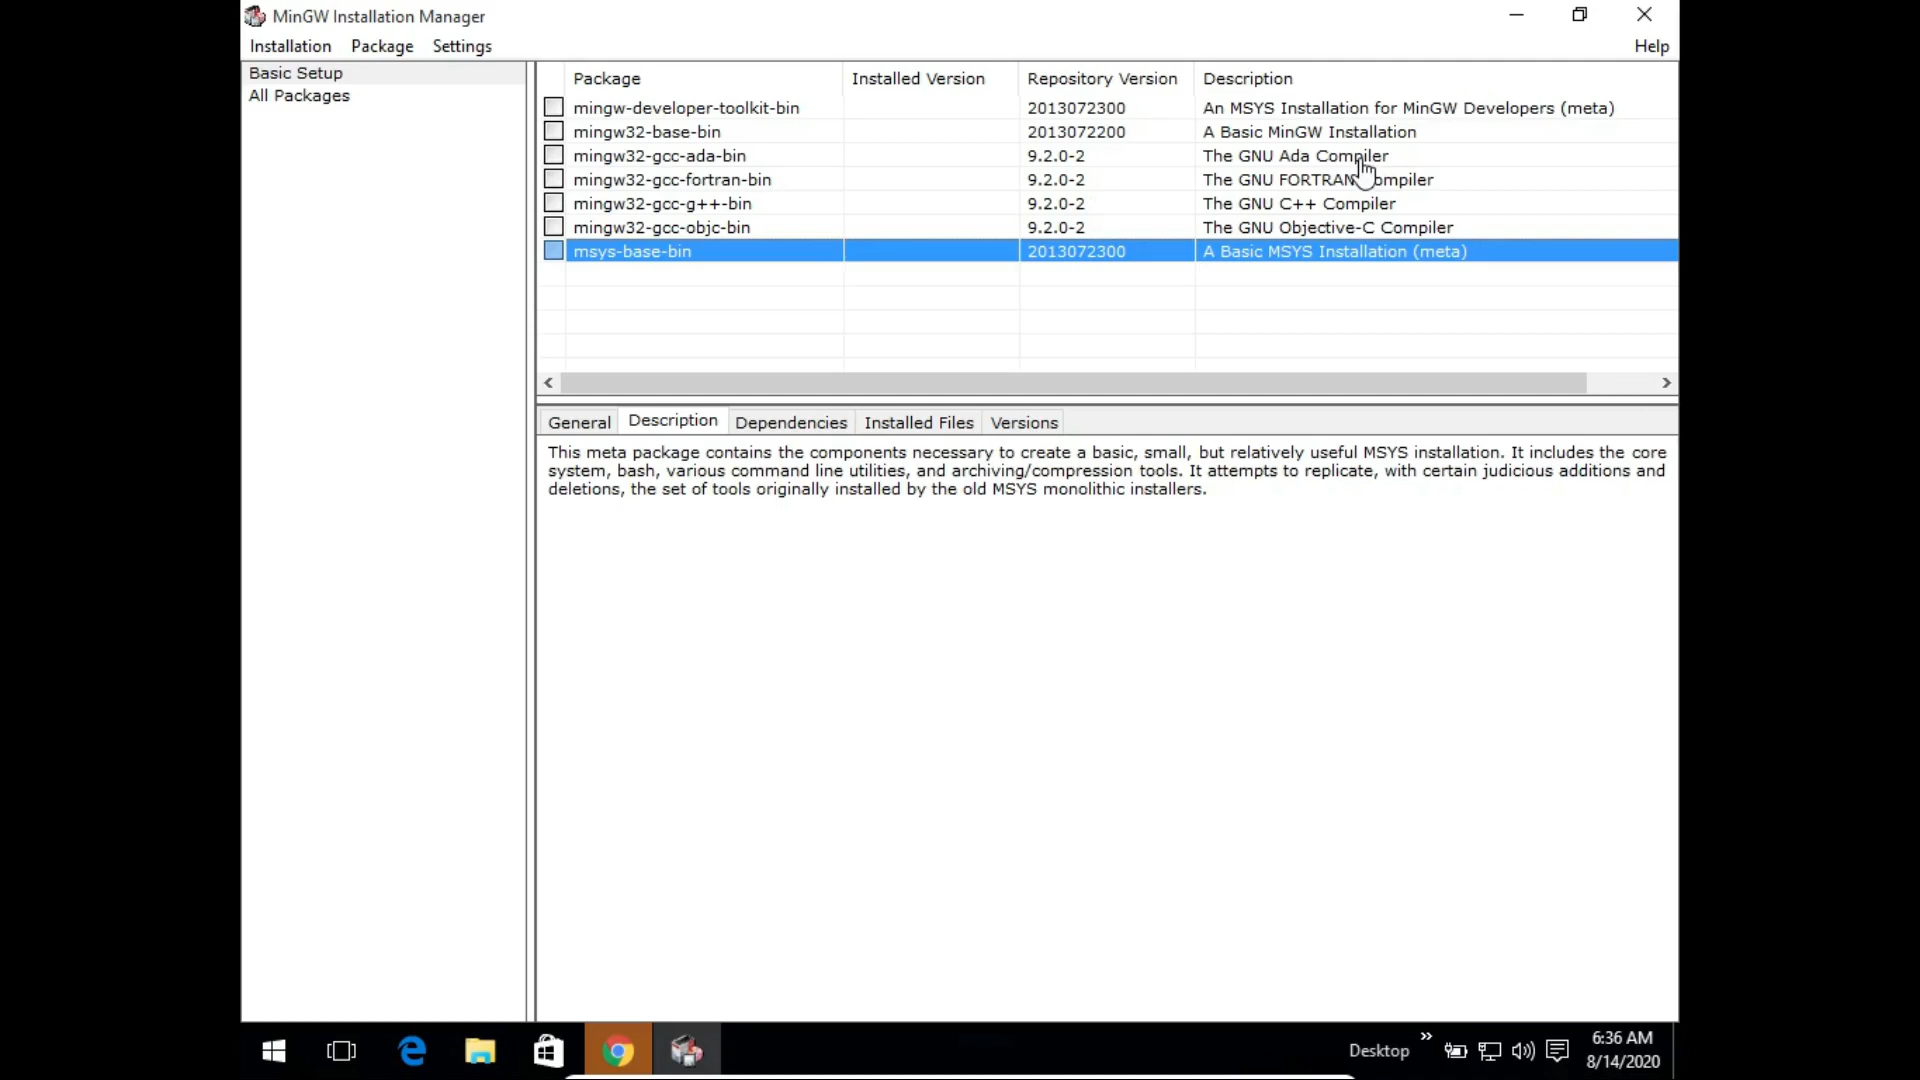 MinGW Installation Manager
Installation Package Settings Help
Basic Setup
All Packages
Package Installed Version Repository Version Description
mingw-developer-toolkit-bin 2013072300 An MSYS Installation for MinGW Developers (meta)
mingw32-base-bin 2013072200 A Basic MinGW Installation
mingw32-gcc-ada-bin 9.2.0-2 The GNU Ada Compiler
mingw32-gcc-fortran-bin 9.2.0-2 The GNU FORTRAN Compiler
mingw32-gcc-g++-bin 9.2.0-2 The GNU C++ Compiler
mingw32-gcc-objc-bin 9.2.0-2 The GNU Objective-C Compiler
msys-base-bin 2013072300 A Basic MSYS Installation (meta)
General Description Dependencies Installed Files Versions
This meta package contains the components necessary to create a basic, small, but relatively useful MSYS installation. It includes the core
system, bash, various command line utilities, and archiving/compression tools. It attempts to replicate, with certain judicious additions and
deletions, the set of tools originally installed by the old MSYS monolithic installers.
Desktop
6:36 AM
8/14/2020